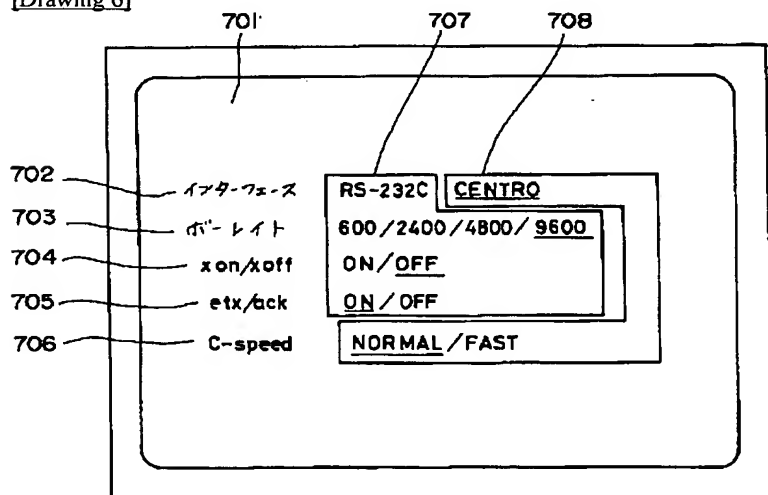 [Drawing 6]
701 707 708
702 インターフェース RS-232C CENTRO
703 ボーレイト 600/2400/4800/9600
704 xon/xoff ON/OFF
705 etx/ack ON/OFF
706 C-speed NORMAL/FAST